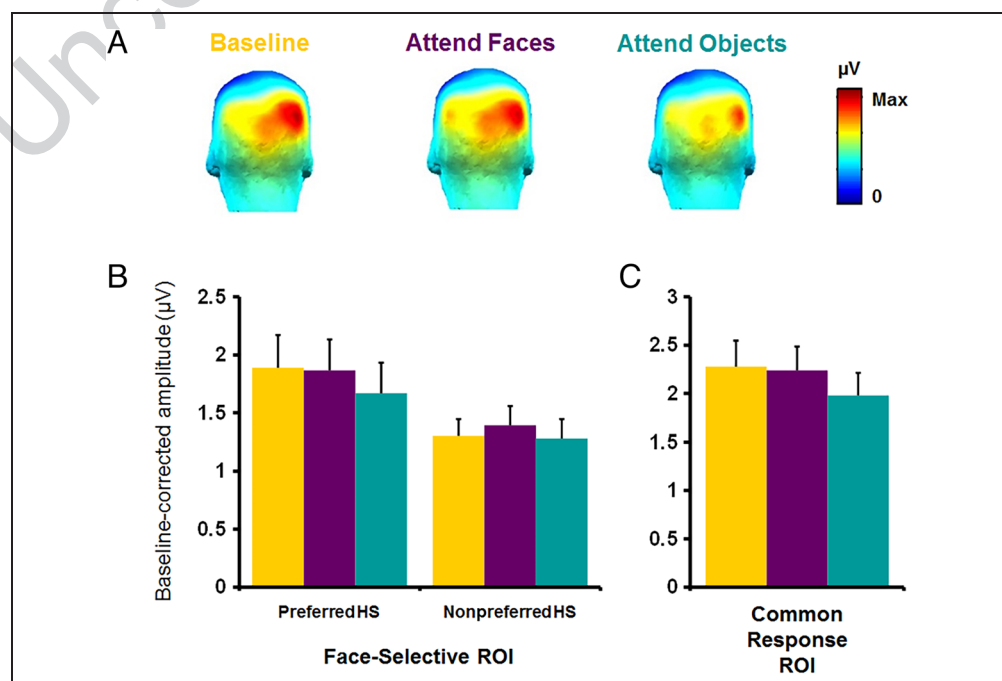 A
Baseline
Attend Faces
Attend Objects
µV
Max
0
B
Baseline-corrected amplitude (µV)
2.5
2
1.5
1
0.5
0
Preferred HS
Nonpreferred HS
Face-Selective ROI
C
3
2.5
2
1.5
1
0.5
0
Common
Response
ROI